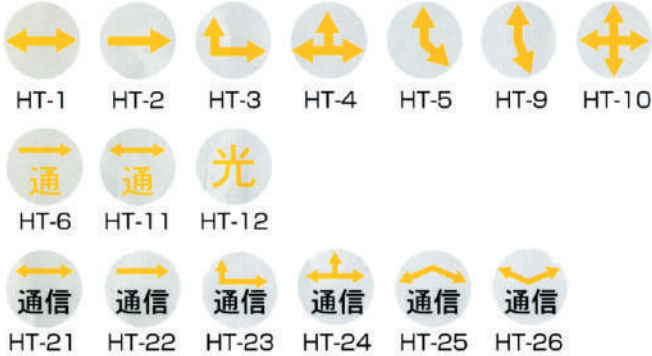 HT-1 HT-2 HT-3 HT-4 HT-5 HT-9 HT-10
通 通 光
HT-6 HT-11 HT-12
通信 通信 通信 通信 通信 通信
HT-21 HT-22 HT-23 HT-24 HT-25 HT-26